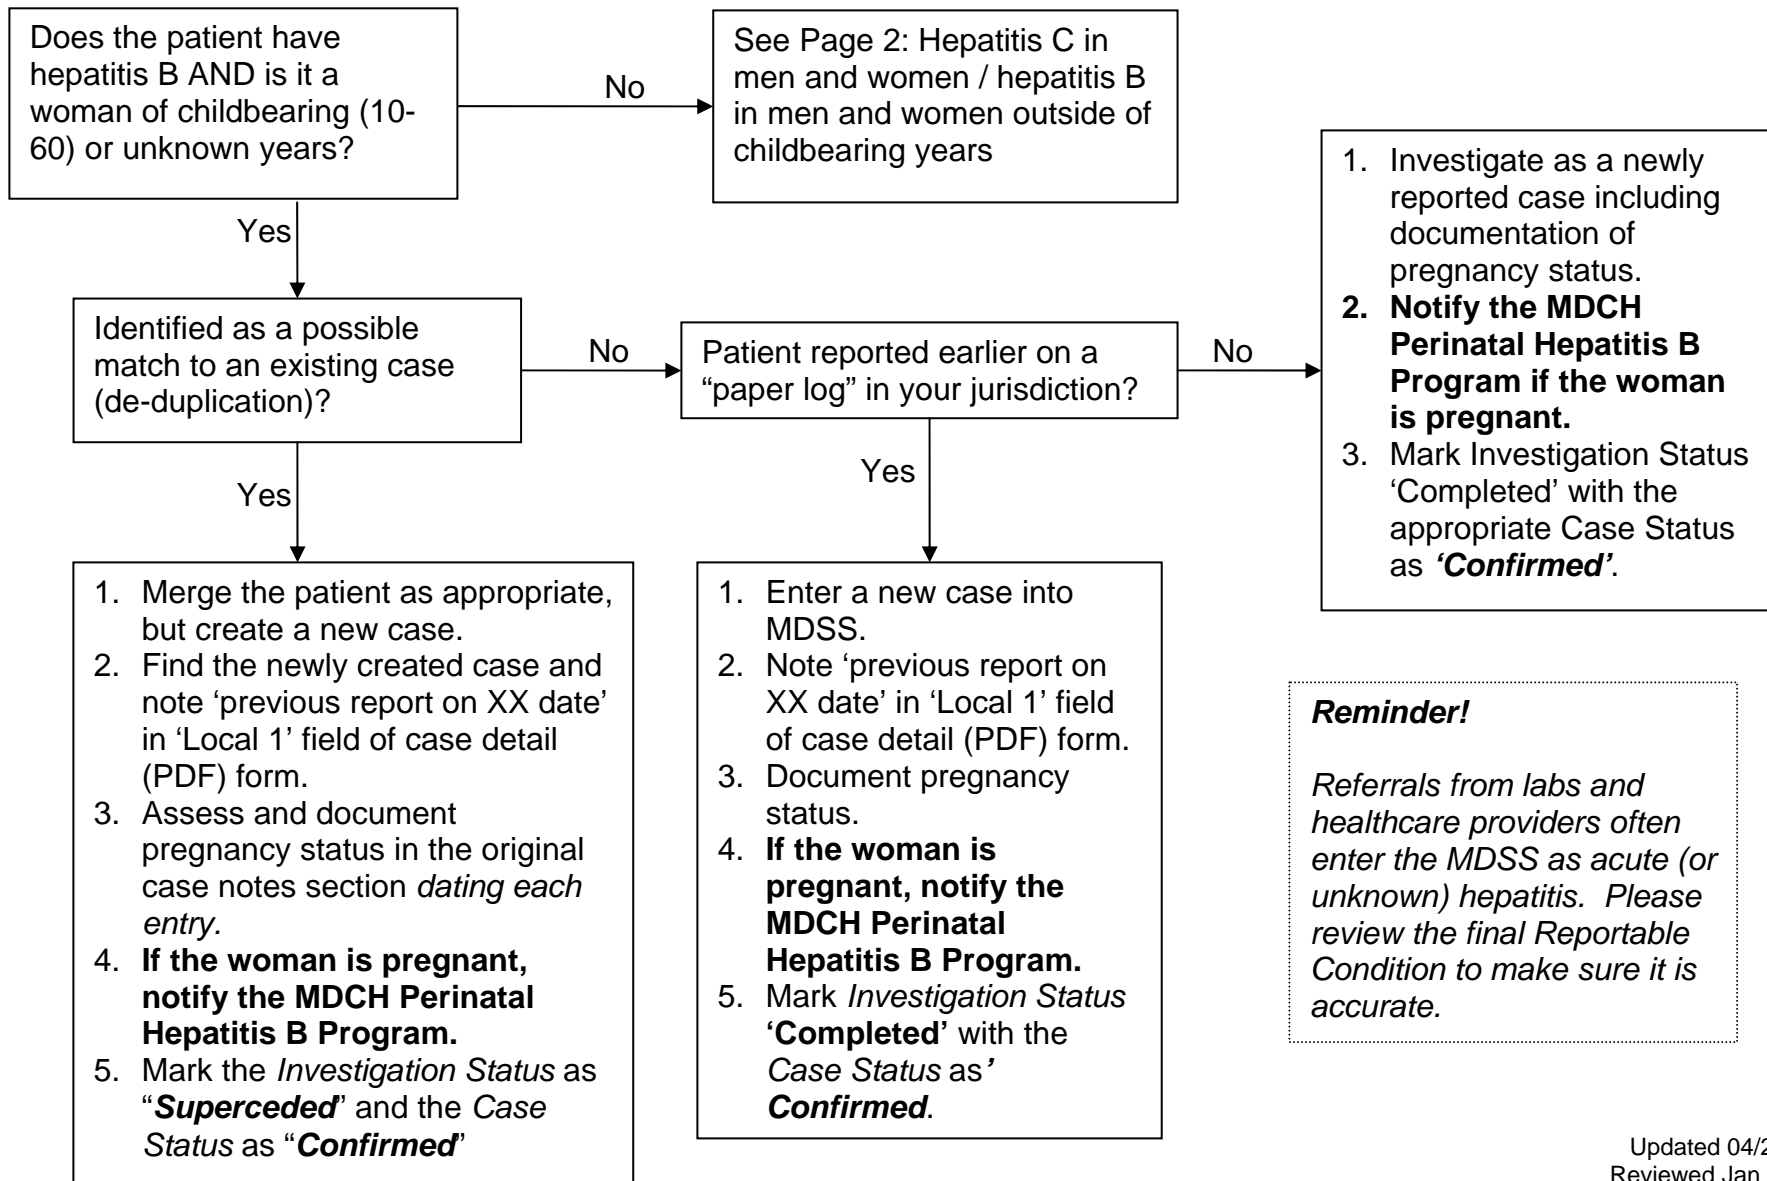 Does the patient have
hepatitis B AND is it a
woman of childbearing (10-
60) or unknown years?
No
See Page 2: Hepatitis C in
men and women / hepatitis B
in men and women outside of
childbearing years
Yes
Identified as a possible
match to an existing case
(de-duplication)?
No
Patient reported earlier on a
“paper log” in your jurisdiction?
No
1. Investigate as a newly
reported case including
documentation of
pregnancy status.
2. Notify the MDCH
Perinatal Hepatitis B
Program if the woman
is pregnant.
3. Mark Investigation Status
‘Completed’ with the
appropriate Case Status
as ‘Confirmed’.
Yes
Yes
1. Merge the patient as appropriate,
but create a new case.
2. Find the newly created case and
note ‘previous report on XX date’
in ‘Local 1’ field of case detail
(PDF) form.
3. Assess and document
pregnancy status in the original
case notes section dating each
entry.
4. If the woman is pregnant,
notify the MDCH Perinatal
Hepatitis B Program.
5. Mark the Investigation Status as
“Superceded” and the Case
Status as “Confirmed”
1. Enter a new case into
MDSS.
2. Note ‘previous report on
XX date’ in ‘Local 1’ field
of case detail (PDF) form.
3. Document pregnancy
status.
4. If the woman is
pregnant, notify the
MDCH Perinatal
Hepatitis B Program.
5. Mark Investigation Status
‘Completed’ with the
Case Status as’
Confirmed.
Reminder!
Referrals from labs and
healthcare providers often
enter the MDSS as acute (or
unknown) hepatitis.  Please
review the final Reportable
Condition to make sure it is
accurate.
Updated 04/2
Reviewed Jan